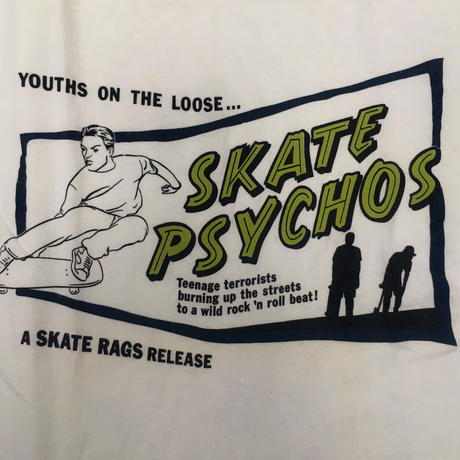 YOUTHS ON THE LOOSE...
SKATE
PSYCHOS
Teenage terrorists
burning up the streets
to a wild rock 'n roll beat!
A SKATE RAGS RELEASE